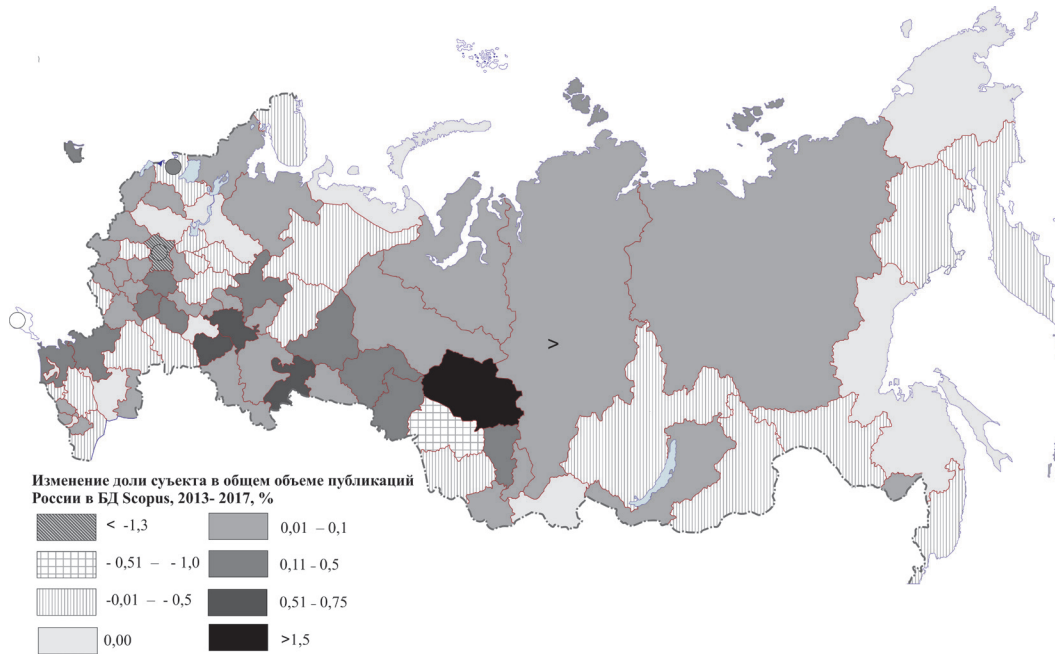 >
Изменение доли суъекта в общем объеме публикаций
России в БД Scopus, 2013- 2017, %
< -1,3
- 0,51 – - 1,0
-0,01 – - 0,5
0,00
0,01 – 0,1
0,11 - 0,5
0,51 – 0,75
>1,5